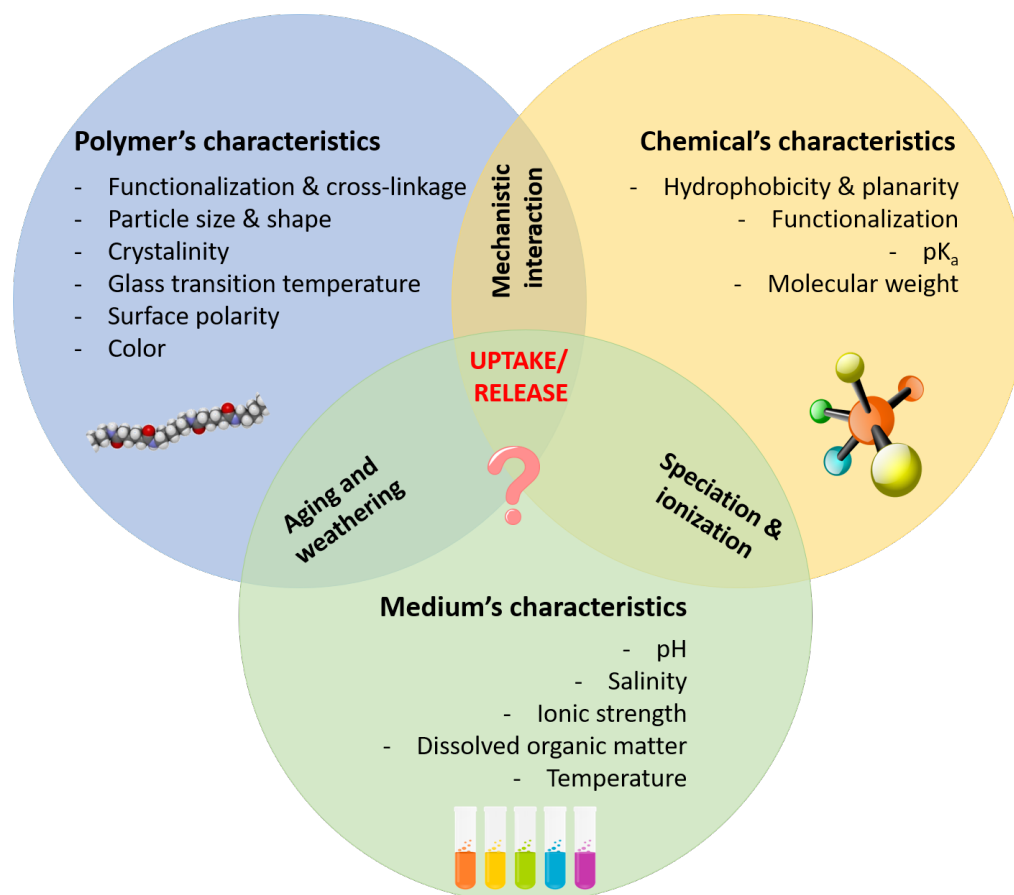 Polymer's characteristics
- Functionalization & cross-linkage
- Particle size & shape
- Crystalinity
- Glass transition temperature
- Surface polarity
- Color
Mechanistic
interaction
Chemical's characteristics
- Hydrophobicity & planarity
- Functionalization
- pKₐ
- Molecular weight
UPTAKE/
RELEASE
?
Aging and
weathering
Speciation &
ionization
Medium's characteristics
- pH
- Salinity
- Ionic strength
- Dissolved organic matter
- Temperature